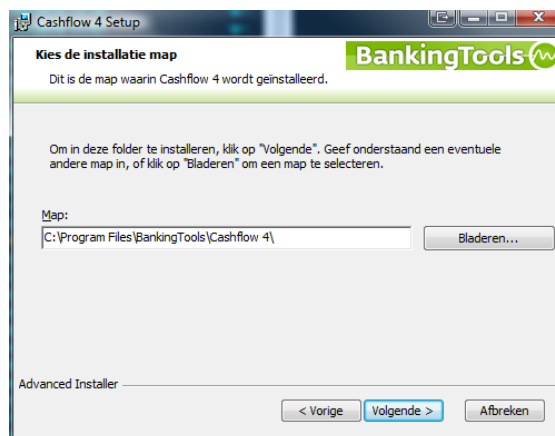 Cashflow 4 Setup
Kies de installatie map
BankingTools
Dit is de map waarin Cashflow 4 wordt geïnstalleerd.
Om in deze folder te installeren, klik op "Volgende". Geef onderstaand een eventuele
andere map in, of klik op "Bladeren" om een map te selecteren.
Map:
C:\Program Files\BankingTools\Cashflow 4\
Bladeren...
Advanced Installer
< Vorige
Volgende >
Afbreken